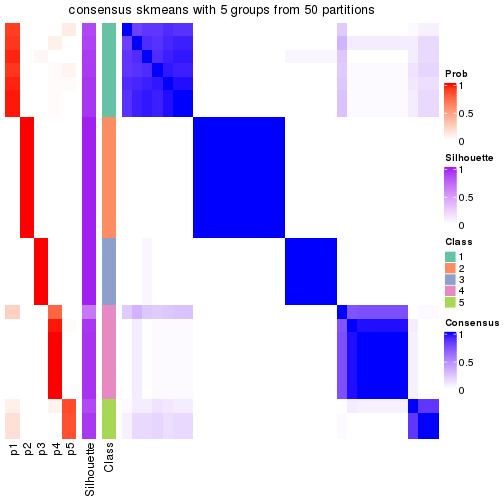 consensus skmeans with 5 groups from 50 partitions
Prob
1
0.5
0
Silhouette
1
0.5
0
Class
1
2
3
4
5
Consensus
1
0.5
0
p1
p2
p3
p4
p5
Silhouette
Class